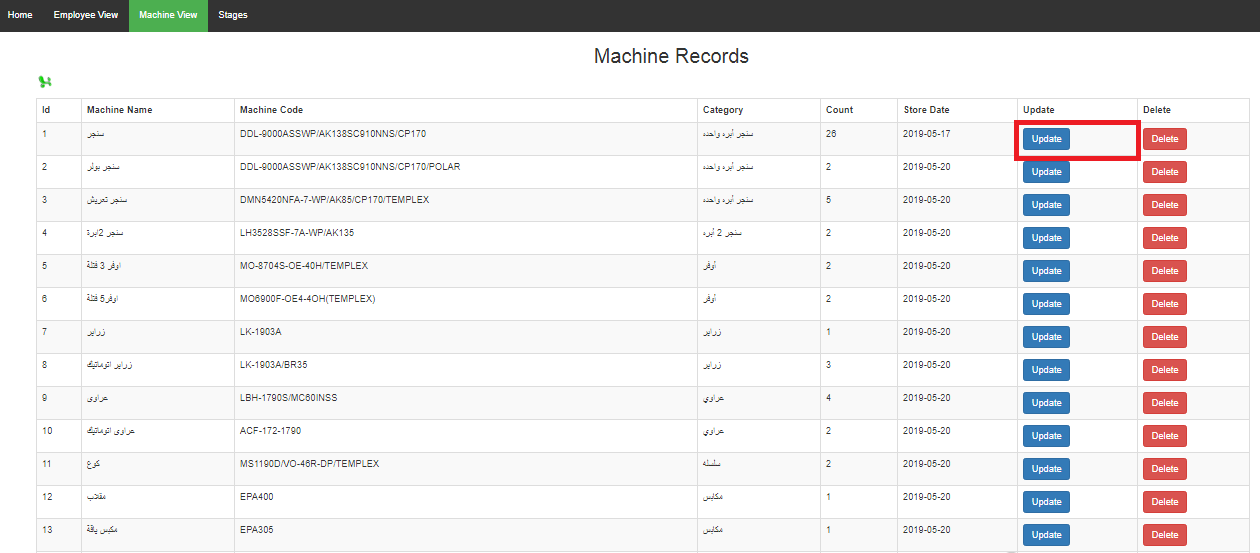 Home Employee View Machine View Stages
Machine Records
Id Machine Name Machine Code Category Count Store Date Update Delete
1 سنجر DDL-9000ASSWP/AK138SC910NNS/CP170 سنجر أبره واحده 26 2019-05-17 Update Delete
2 سنجر بولر DDL-9000ASSWP/AK138SC910NNS/CP170/POLAR سنجر أبره واحده 2 2019-05-20 Update Delete
3 سنجر تعريش DMN5420NFA-7-WP/AK85/CP170/TEMPLEX سنجر أبره واحده 5 2019-05-20 Update Delete
4 سنجر 2ابرة LH3528SSF-7A-WP/AK135 سنجر 2 أبره 2 2019-05-20 Update Delete
5 اوفر 3 فتلة MO-8704S-OE-40H/TEMPLEX أوفر 2 2019-05-20 Update Delete
6 اوفر5 فتلة MO6900F-OE4-4OH(TEMPLEX) أوفر 2 2019-05-20 Update Delete
7 زراير LK-1903A زراير 1 2019-05-20 Update Delete
8 زراير اتوماتيك LK-1903A/BR35 زراير 3 2019-05-20 Update Delete
9 عراوى LBH-1790S/MC60INSS عراوي 4 2019-05-20 Update Delete
10 عراوى اتوماتيك ACF-172-1790 عراوي 2 2019-05-20 Update Delete
11 كوع MS1190D/VO-46R-DP/TEMPLEX سلسله 2 2019-05-20 Update Delete
12 مقلاب EPA400 مكابس 1 2019-05-20 Update Delete
13 مكبس ياقة EPA305 مكابس 1 2019-05-20 Update Delete